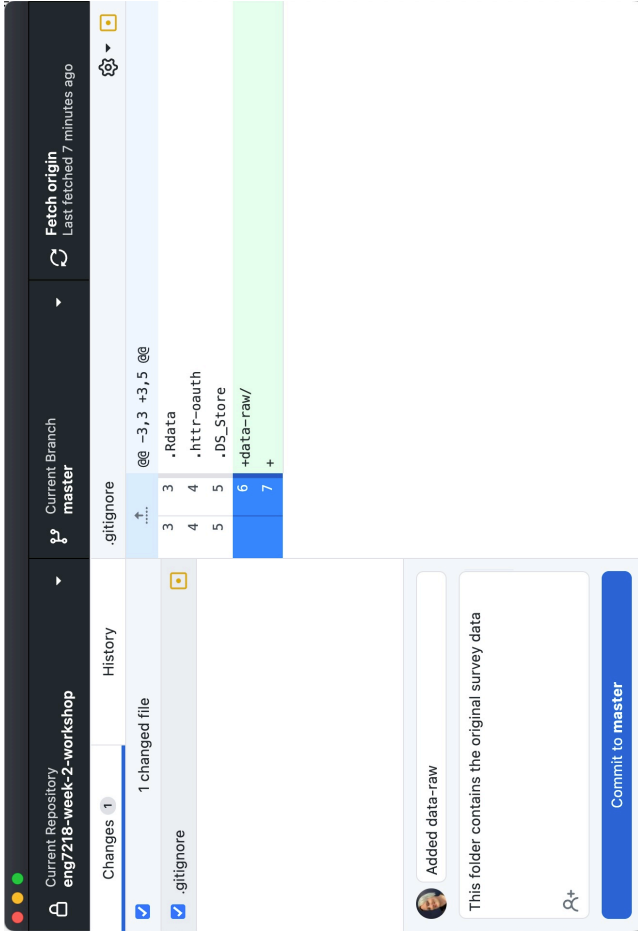 Current Repository
eng7218-week-2-workshop
Current Branch
master
Fetch origin
Last fetched 7 minutes ago
Changes 1
History
1 changed file
.gitignore
.gitignore
@@ -3,3 +3,5 @@
3 3 .Rdata
4 4 .httr-oauth
5 5 .DS_Store
6 +data-raw/
7 +
Added data-raw
This folder contains the original survey data
Commit to master